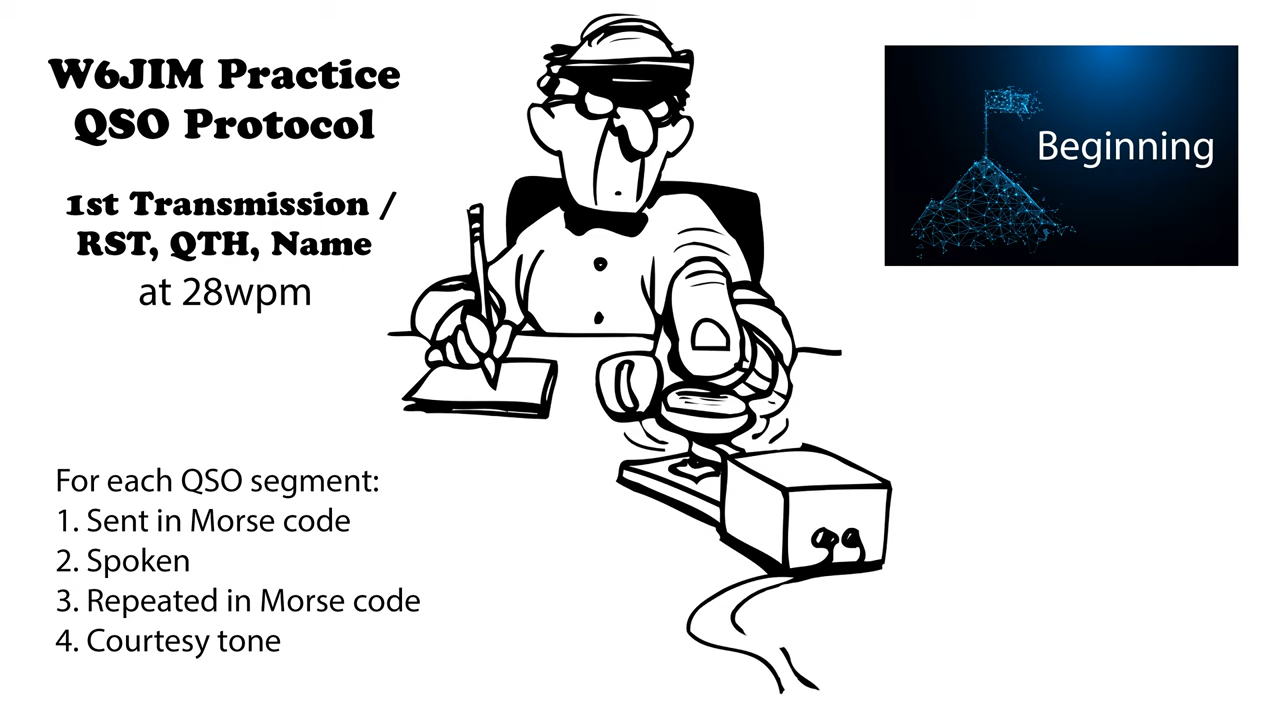 W6JIM Practice
QSO Protocol
1st Transmission /
RST, QTH, Name
at 28wpm
Beginning
For each QSO segment:
1. Sent in Morse code
2. Spoken
3. Repeated in Morse code
4. Courtesy tone